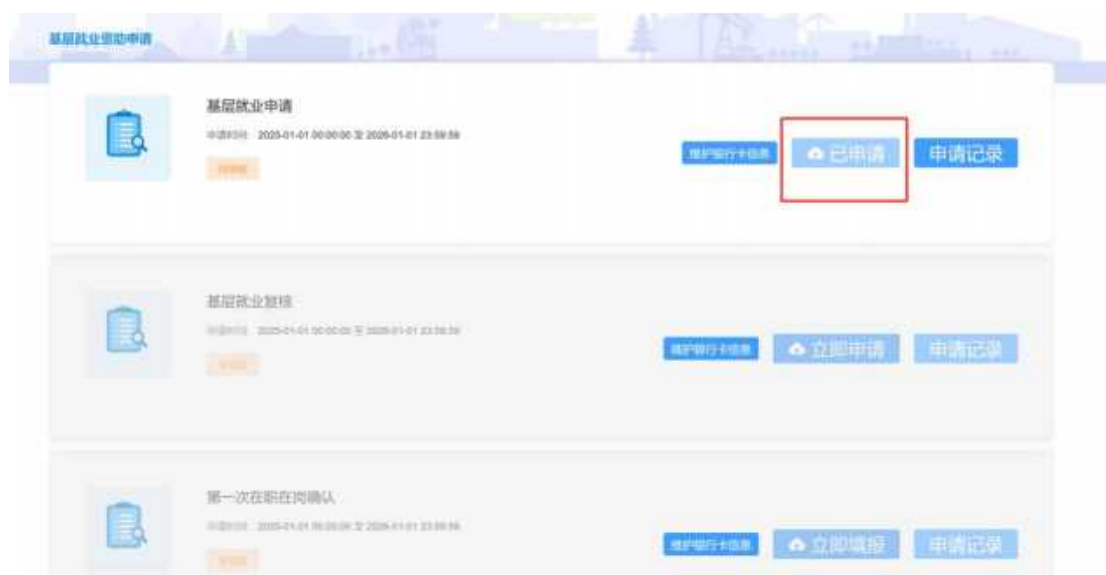 基层就业资助申请
基层就业申请
申请时间: 2020-01-01 00:00:00 至 2026-01-01 23:59:59
待审核
维护银行卡信息
已申请
申请记录
基层就业复核
维护银行卡信息
立即申请
申请记录
第一次在职在岗确认
维护银行卡信息
立即填报
申请记录